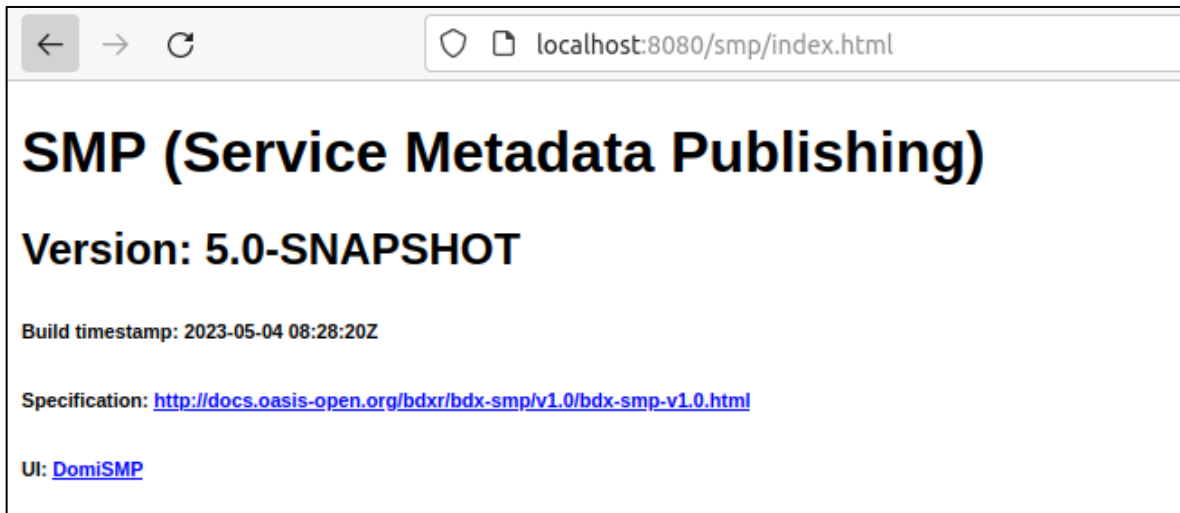 localhost:8080/smp/index.html
SMP (Service Metadata Publishing)
Version: 5.0-SNAPSHOT
Build timestamp: 2023-05-04 08:28:20Z
Specification: http://docs.oasis-open.org/bdxr/bdx-smp/v1.0/bdx-smp-v1.0.html
UI: DomiSMP